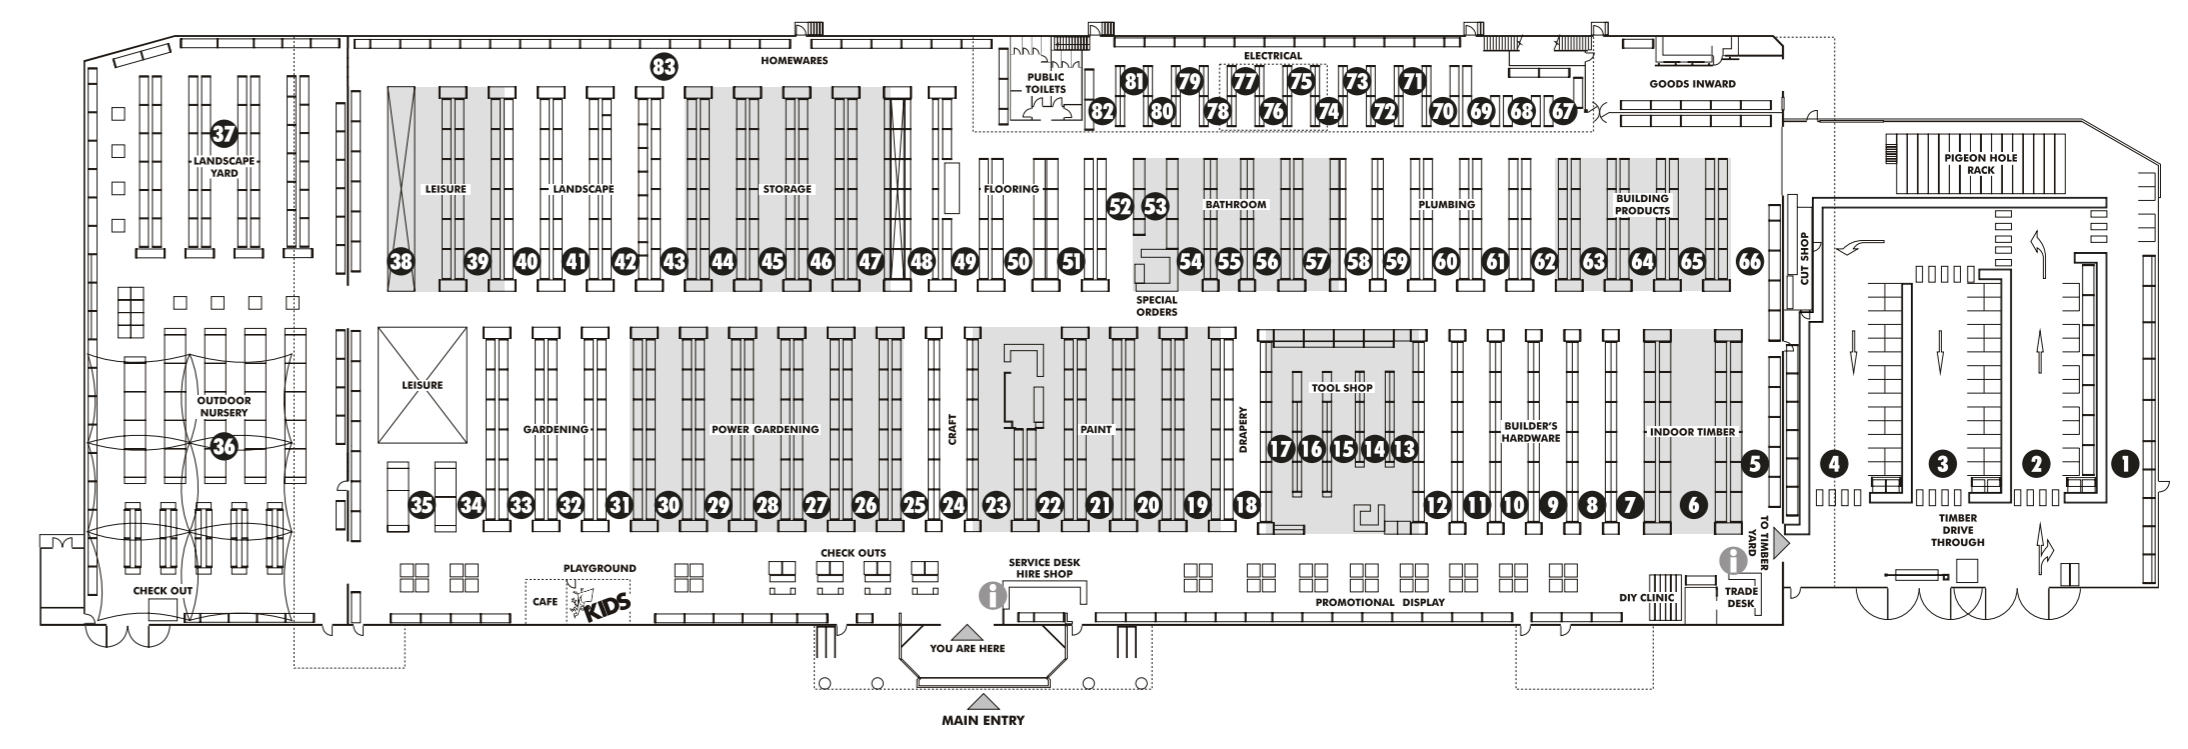 HOMEWARES
83
PUBLIC
TOILETS
ELECTRICAL
81
79
77
75
73
71
82
80
78
76
74
72
70
69
68
67
GOODS INWARD
37
LANDSCAPE
YARD
LEISURE
LANDSCAPE
STORAGE
FLOORING
52
53
BATHROOM
PLUMBING
BUILDING
PRODUCTS
PIGEON HOLE
RACK
38
39
40
41
42
43
44
45
46
47
48
49
50
51
54
55
56
57
58
59
60
61
62
63
64
65
66
CUT SHOP
SPECIAL
ORDERS
LEISURE
OUTDOOR
NURSERY
36
GARDENING
POWER GARDENING
CRAFT
PAINT
DRAPERY
TOOL SHOP
17
16
15
14
13
BUILDER'S
HARDWARE
INDOOR TIMBER
5
4
3
2
1
35
34
33
32
31
30
29
28
27
26
25
24
23
22
21
20
19
18
12
11
10
9
8
7
6
TO TIMBER
YARD
TIMBER
DRIVE
THROUGH
CHECK OUT
PLAYGROUND
CAFE
KIDS
CHECK OUTS
SERVICE DESK
HIRE SHOP
i
PROMOTIONAL DISPLAY
DIY CLINIC
i
TRADE
DESK
YOU ARE HERE
MAIN ENTRY